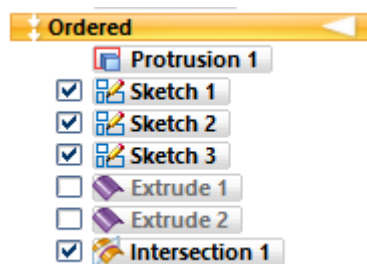 Ordered
Protrusion 1
Sketch 1
Sketch 2
Sketch 3
Extrude 1
Extrude 2
Intersection 1